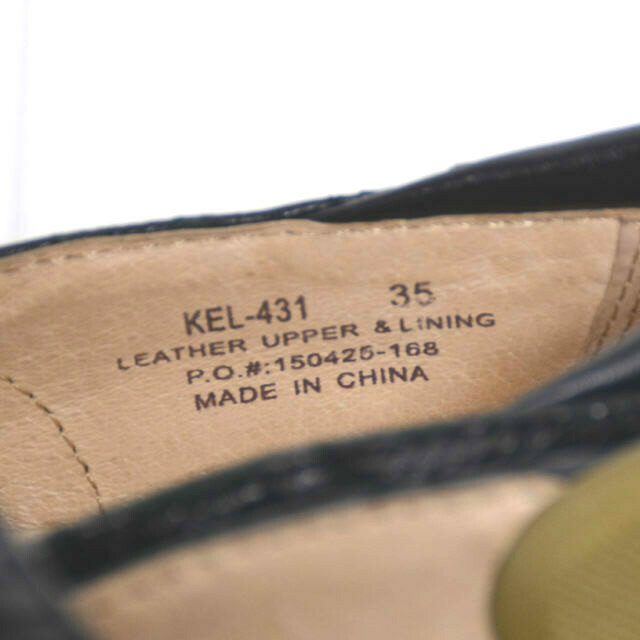 KEL-431 35
LEATHER UPPER & LINING
P.O.#:150425-168
MADE IN CHINA